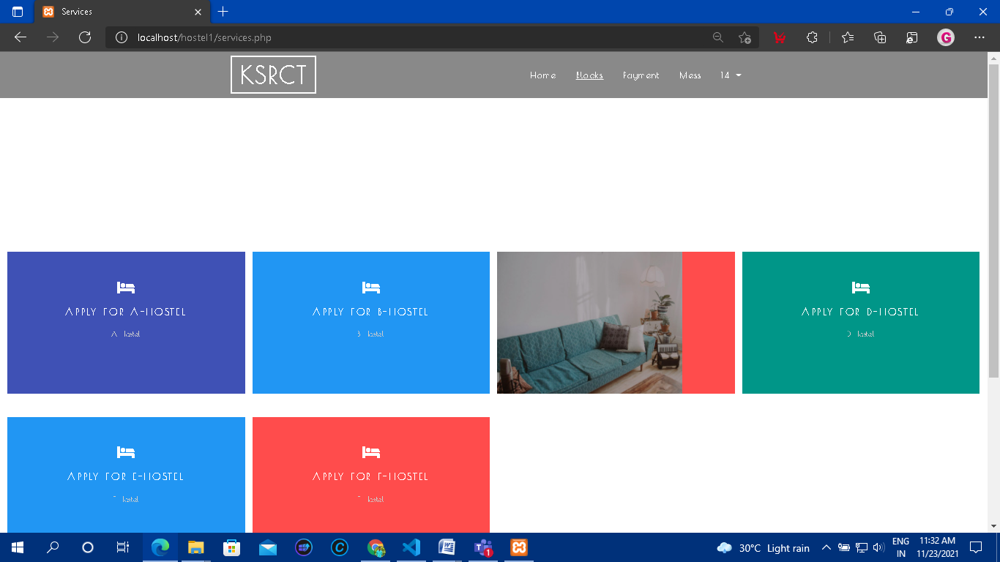 Services
localhost/hostel1/services.php
G
KSRCT
Home Blocks Payment Mess 14
APPLY FOR A-HOSTEL
APPLY FOR B-HOSTEL
APPLY FOR D-HOSTEL
A Hostel
B Hostel
D Hostel
APPLY FOR E-HOSTEL
APPLY FOR F-HOSTEL
Hostel
Hostel
1
30°C Light rain
ENG
IN
11:32 AM
11/23/2021